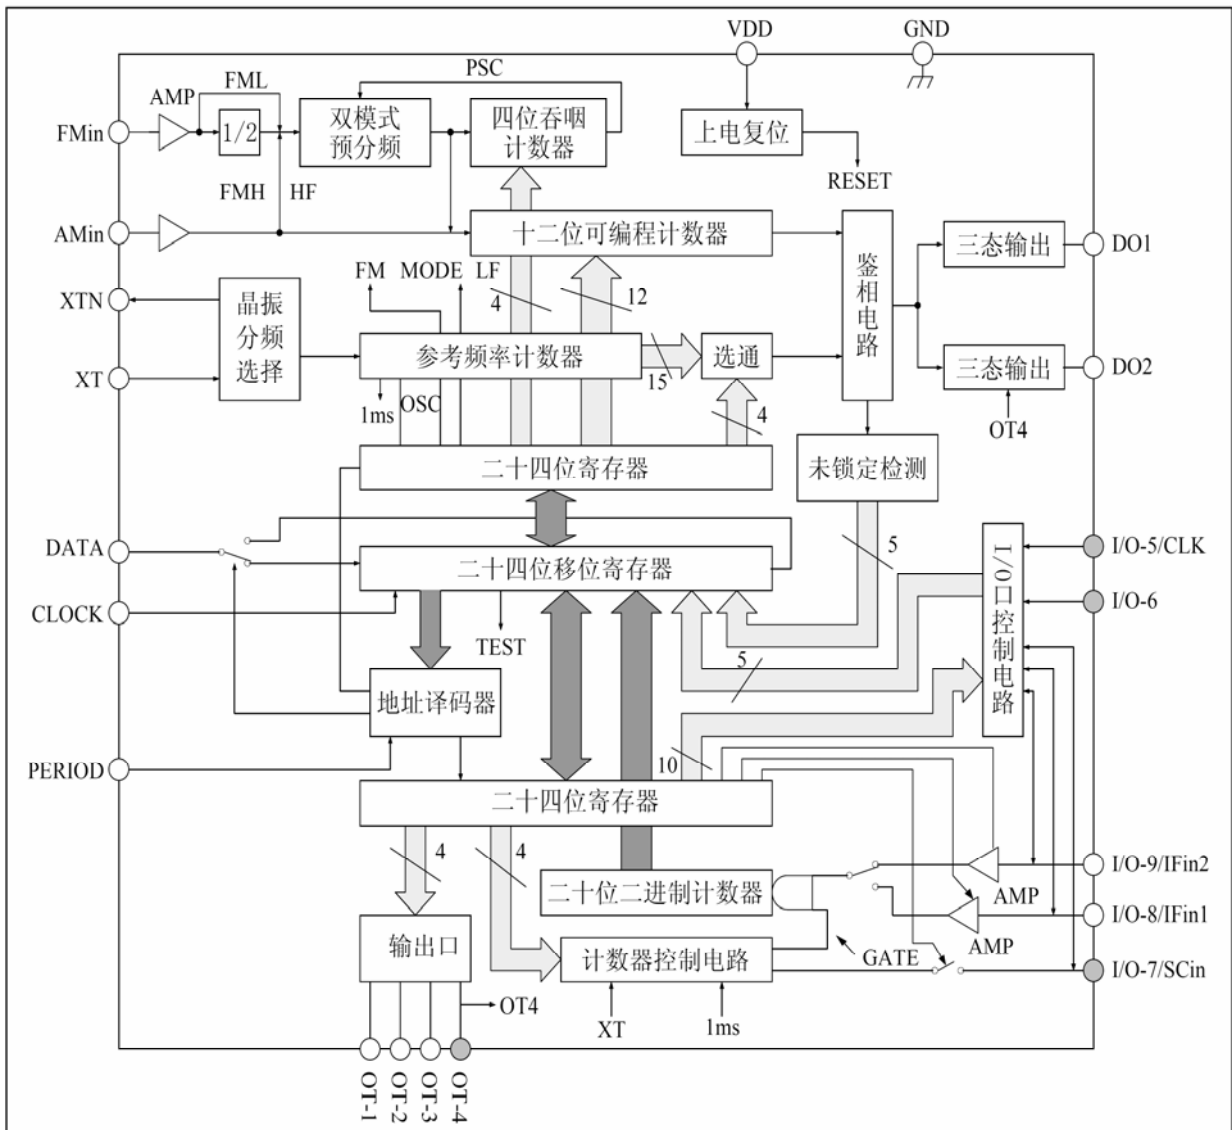 VDD
GND
PSC
FML
AMP
FMin
1/2
双模式
预分频
四位吞咽
计数器
上电复位
RESET
FMH
HF
AMin
十二位可编程计数器
鉴相电路
三态输出
DO1
FM
MODE
LF
4
12
XTN
晶振
分频
选择
参考频率计数器
15
选通
XT
三态输出
DO2
1ms
OSC
4
OT4
二十四位寄存器
未锁定检测
DATA
5
I/O-5/CLK
二十四位移位寄存器
I/O口控制电路
I/O-6
CLOCK
TEST
5
地址译码器
PERIOD
10
二十四位寄存器
4
4
I/O-9/IFin2
二十位二进制计数器
AMP
I/O-8/IFin1
输出口
计数器控制电路
GATE
AMP
I/O-7/SCin
OT4
XT
1ms
OT-1
OT-2
OT-3
OT-4